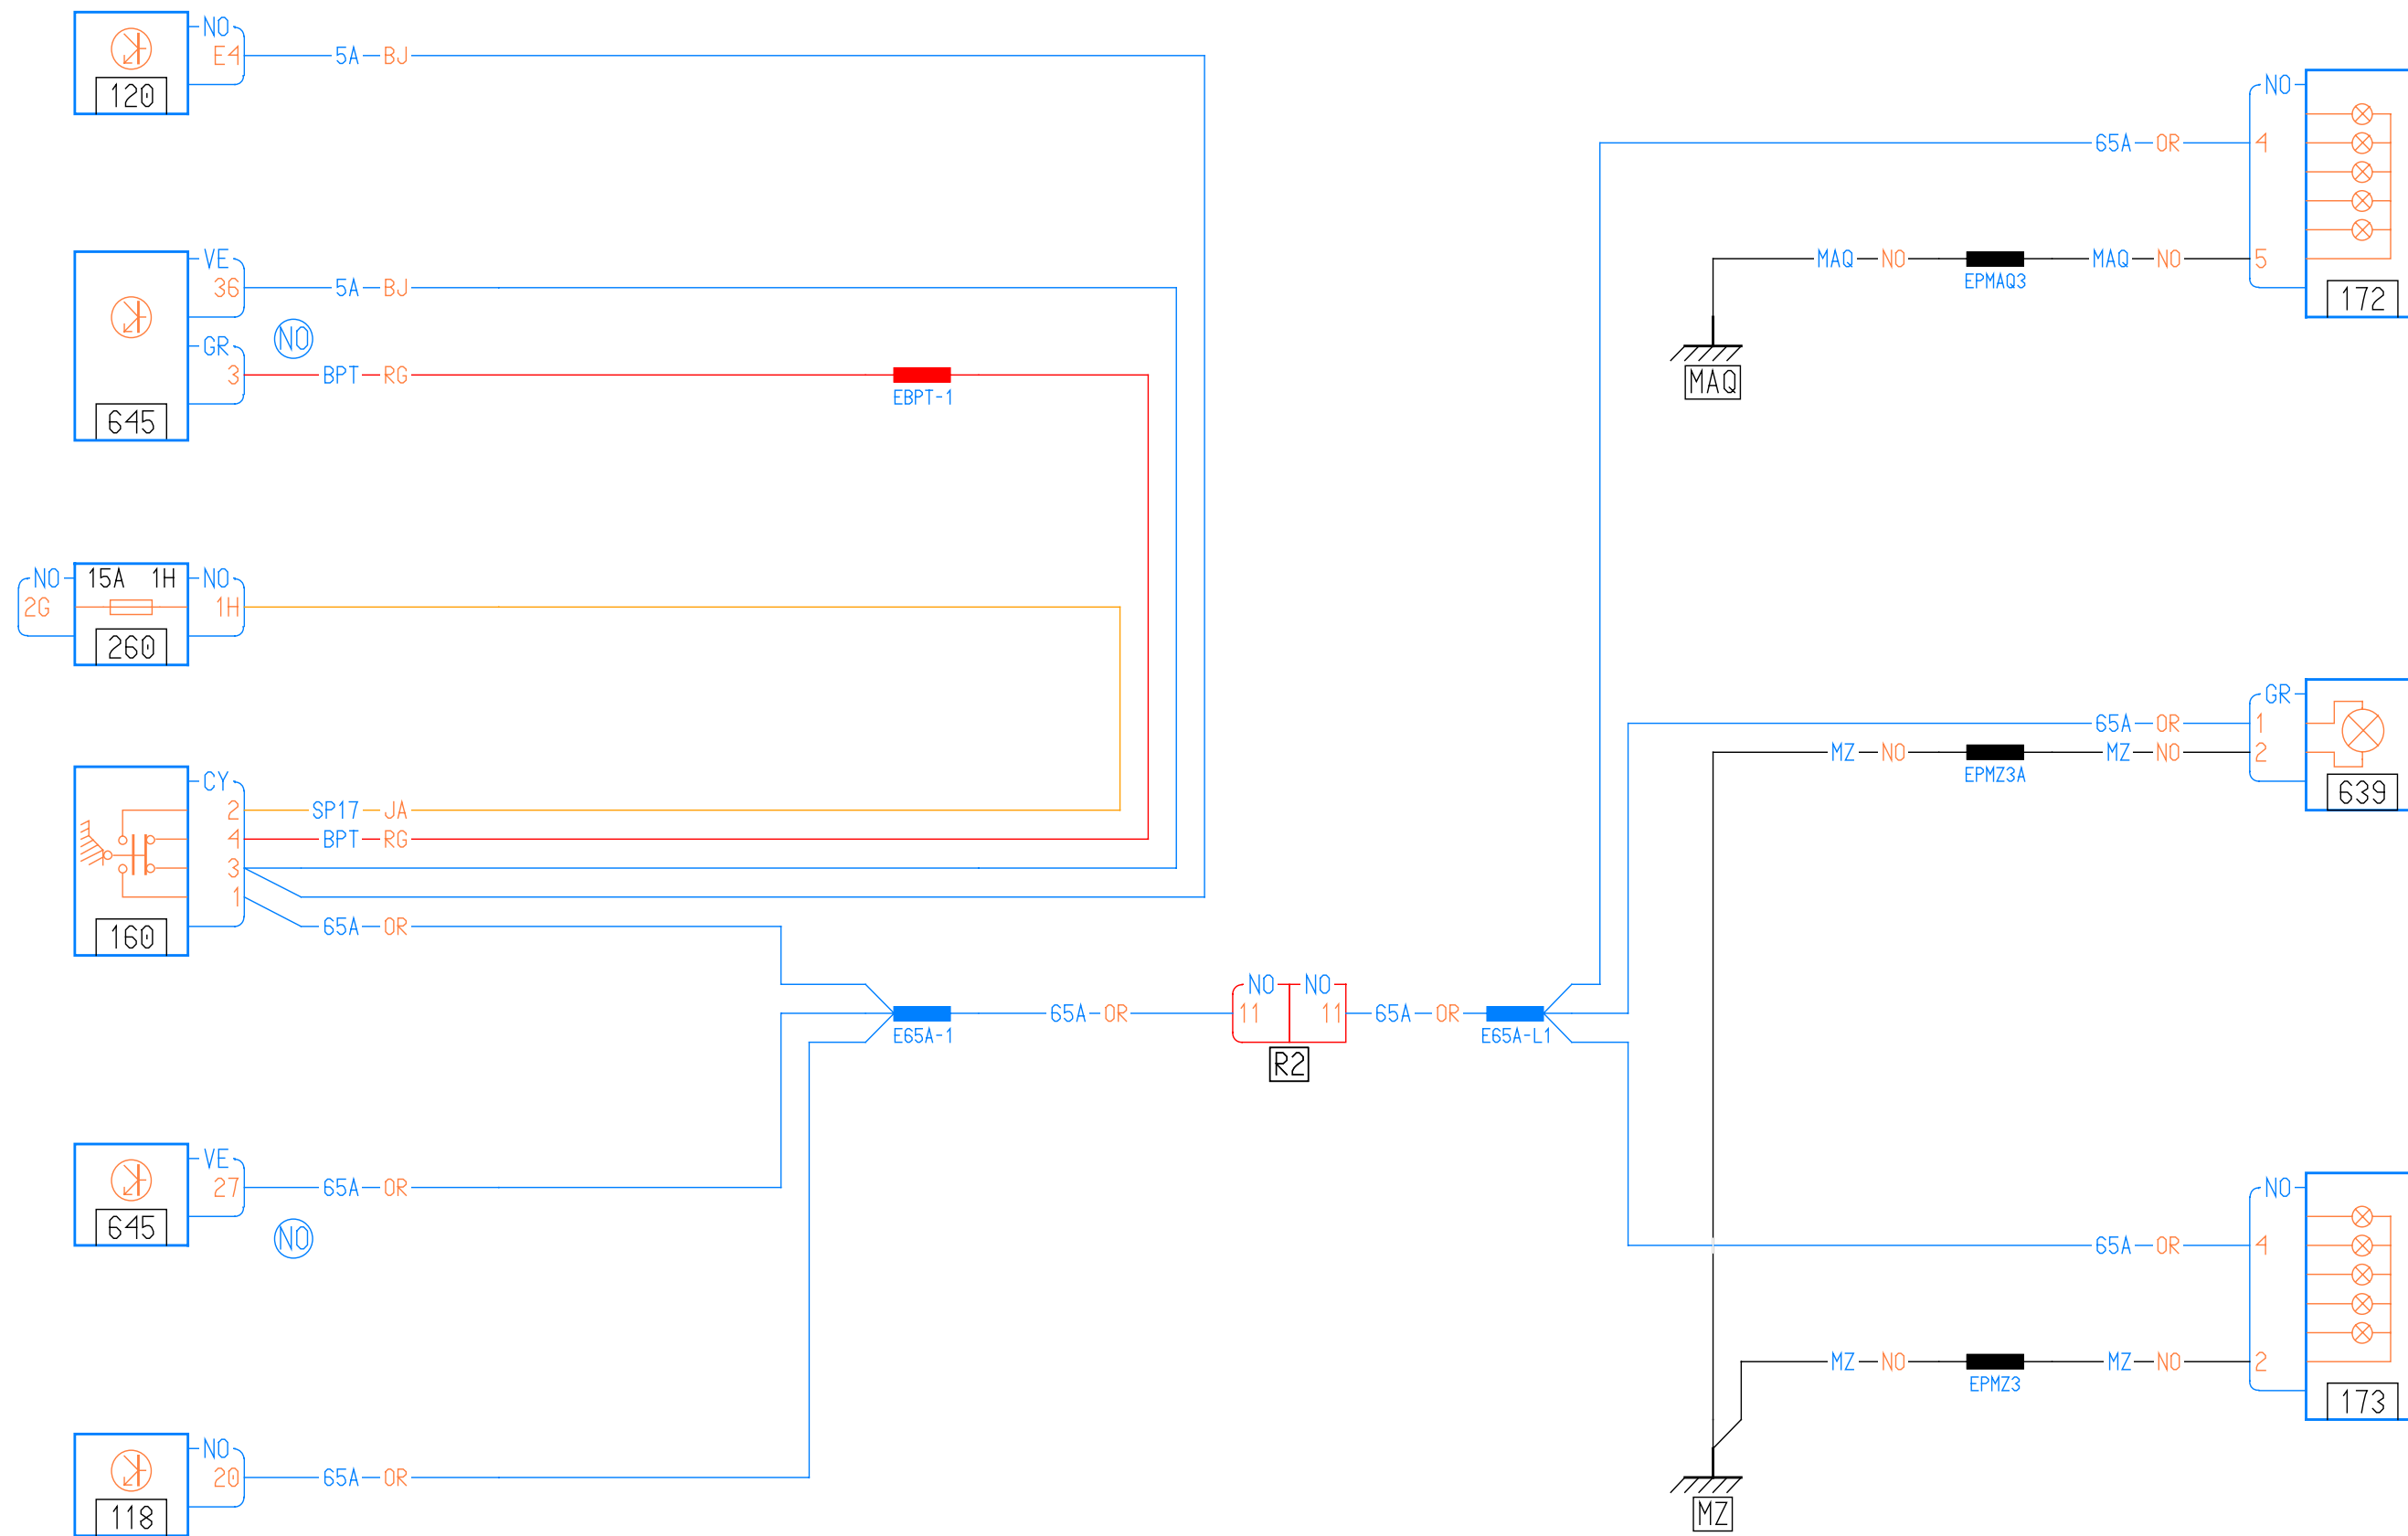 NO
E4 5A BJ
120
NO
65A OR 4
VE
36 5A BJ
NO
GR
3 BPT RG
EBPT-1
645
MAQ NO MAQ NO 5
EPMAQ3
172
MAQ
NO 15A 1H NO
2G 1H
260
GR
65A OR 1
MZ NO MZ NO 2
EPMZ3A
639
CY
2 SP17 JA
4 BPT RG
3
1
65A OR
160
NO NO
65A OR 11 11 65A OR
E65A-1 E65A-L1
R2
VE
27 65A OR
645
NO
NO
65A OR 4
MZ NO MZ NO 2
EPMZ3
173
NO
20 65A OR
118
MZ